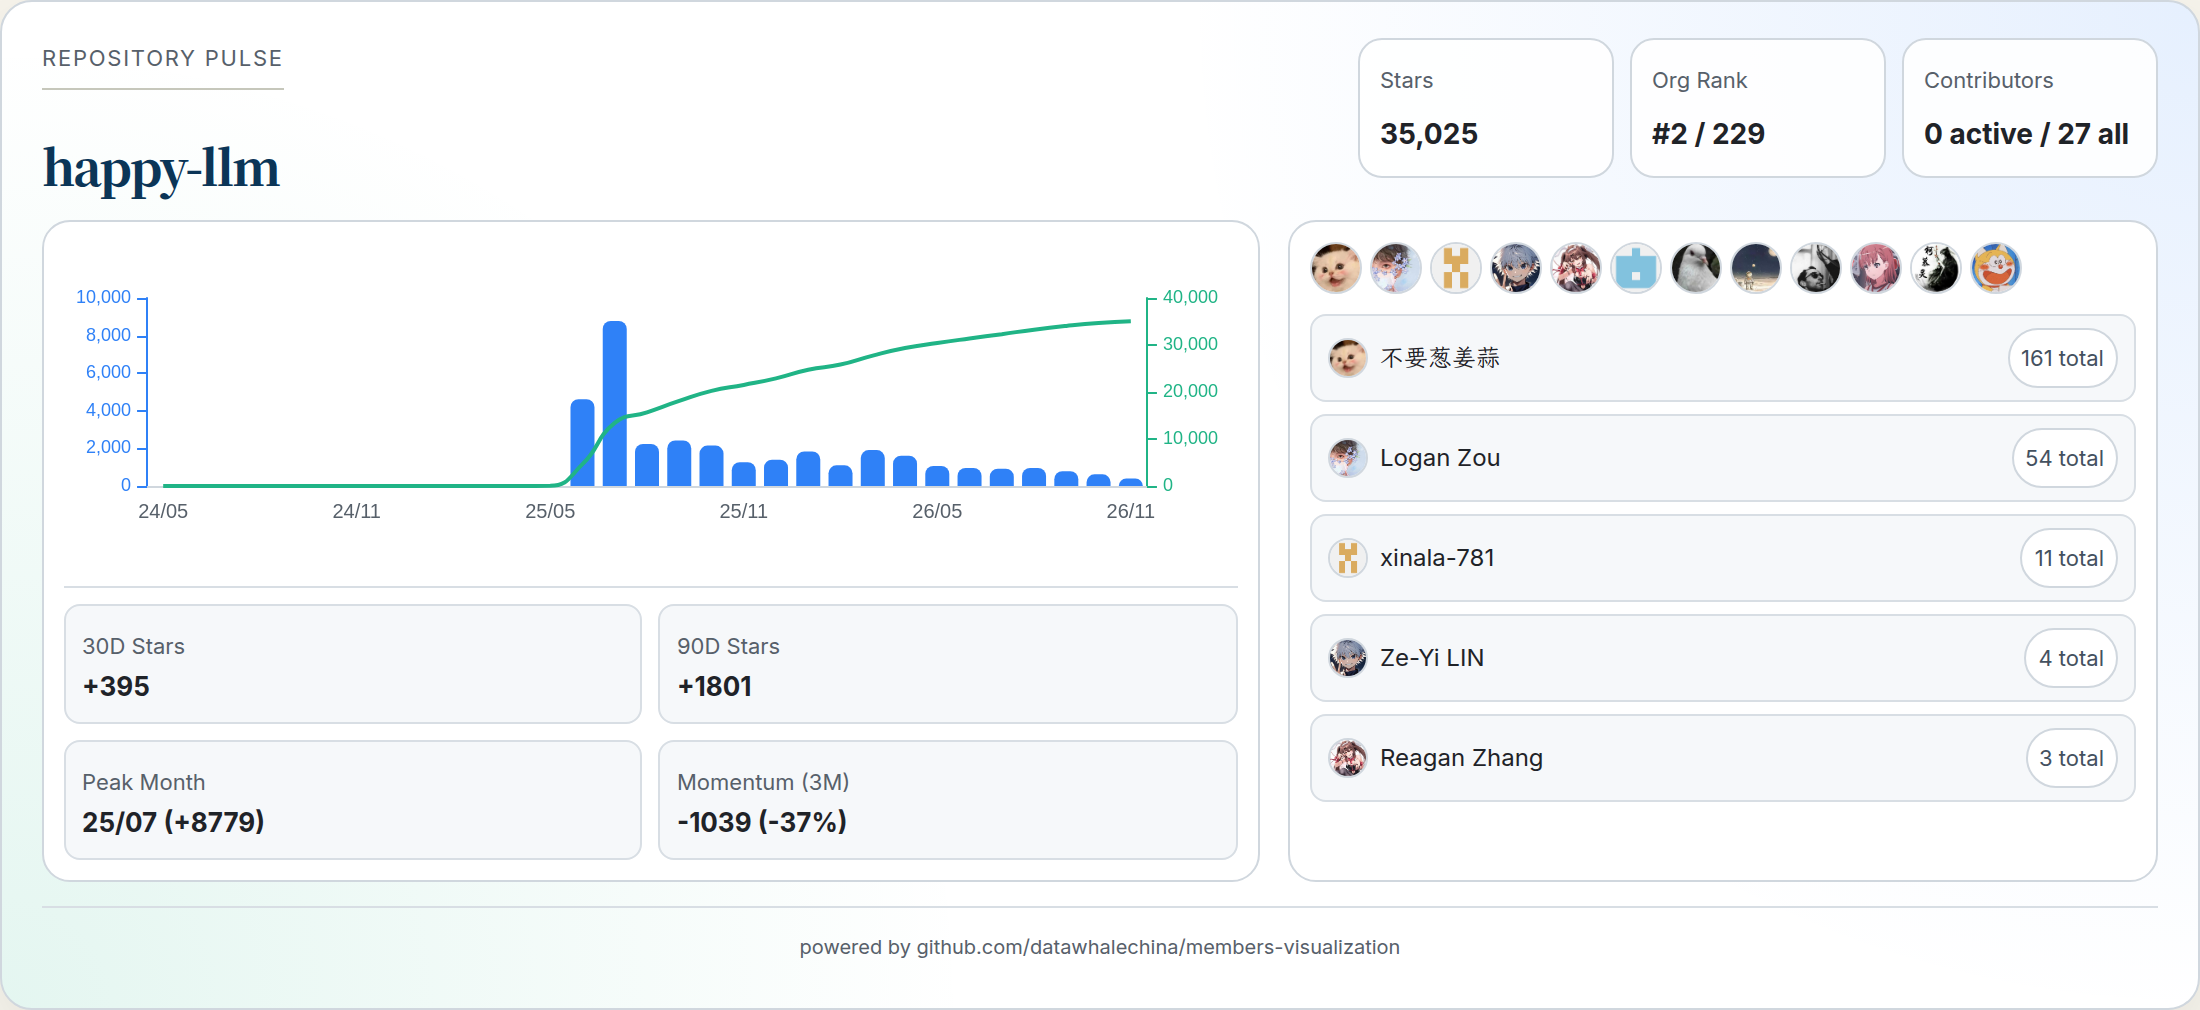 REPOSITORY PULSE
happy-llm
Stars
35,025
Org Rank
#2 / 229
Contributors
0 active / 27 all
10,000
8,000
6,000
4,000
2,000
0
40,000
30,000
20,000
10,000
0
24/05
24/11
25/05
25/11
26/05
26/11
30D Stars
+395
90D Stars
+1801
Peak Month
25/07 (+8779)
Momentum (3M)
-1039 (-37%)
不要葱姜蒜
161 total
Logan Zou
54 total
xinala-781
11 total
Ze-Yi LIN
4 total
Reagan Zhang
3 total
powered by github.com/datawhalechina/members-visualization